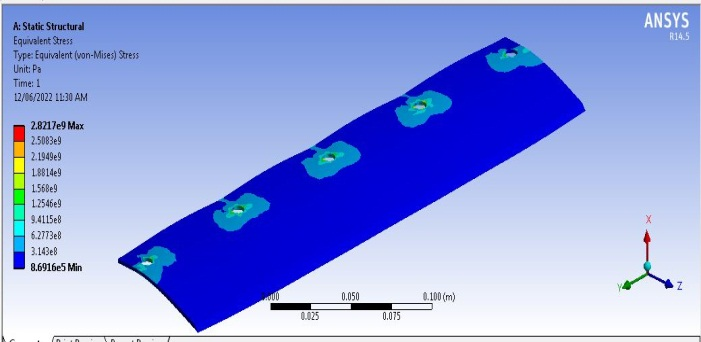 A: Static Structural
Equivalent Stress
Type: Equivalent (von-Mises) Stress
Unit: Pa
Time: 1
12/06/2022 11:30 AM
2.8217e9 Max
2.5083e9
2.1949e9
1.8814e9
1.568e9
1.2546e9
9.4115e8
6.2773e8
3.143e8
8.6916e5 Min
ANSYS
R14.5
X
Y
Z
0.050
0.100 (m)
0.025
0.075